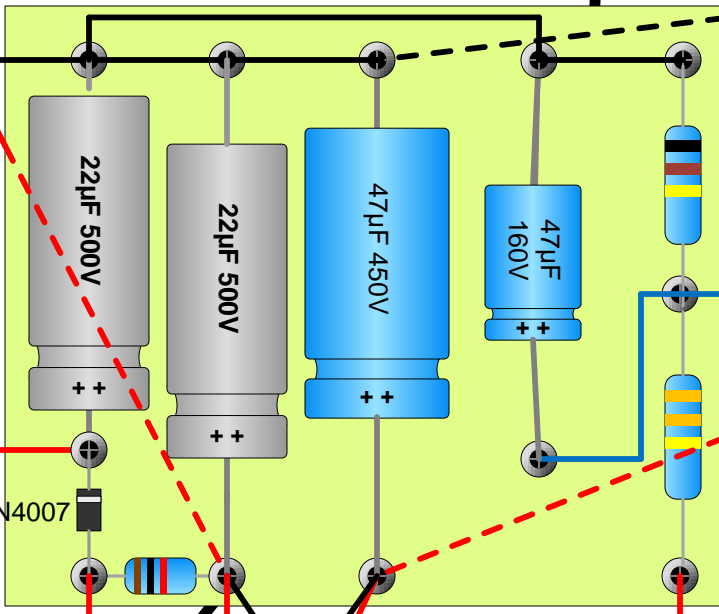 22µF 500V
+ +
22µF 500V
+ +
47µF 450V
+ +
47µF
160V
+ +
N4007